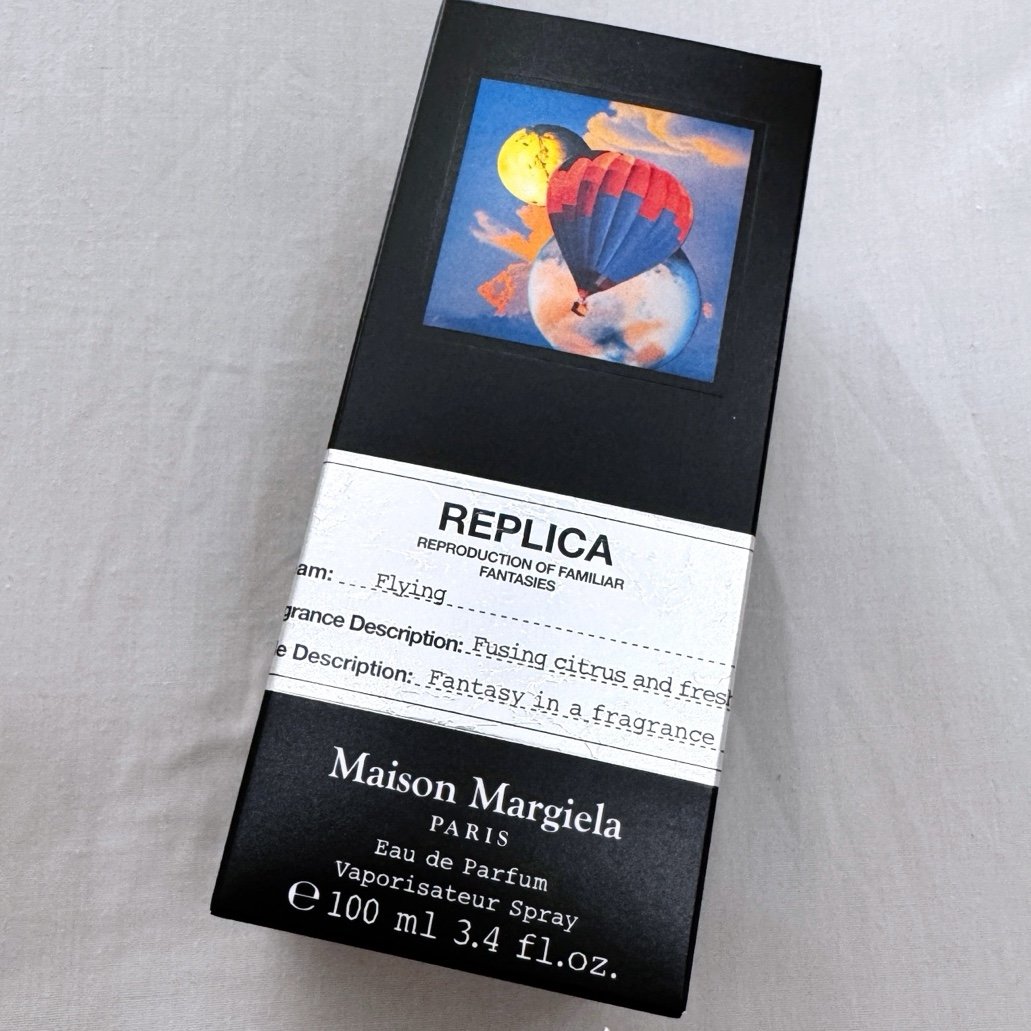 REPLICA
REPRODUCTION OF FAMILIAR
FANTASIES
am: Flying
grance Description: Fusing citrus and fresh
e Description: Fantasy in a fragrance
Maison Margiela
PARIS
Eau de Parfum
Vaporisateur Spray
℮ 100 ml 3.4 fl.oz.